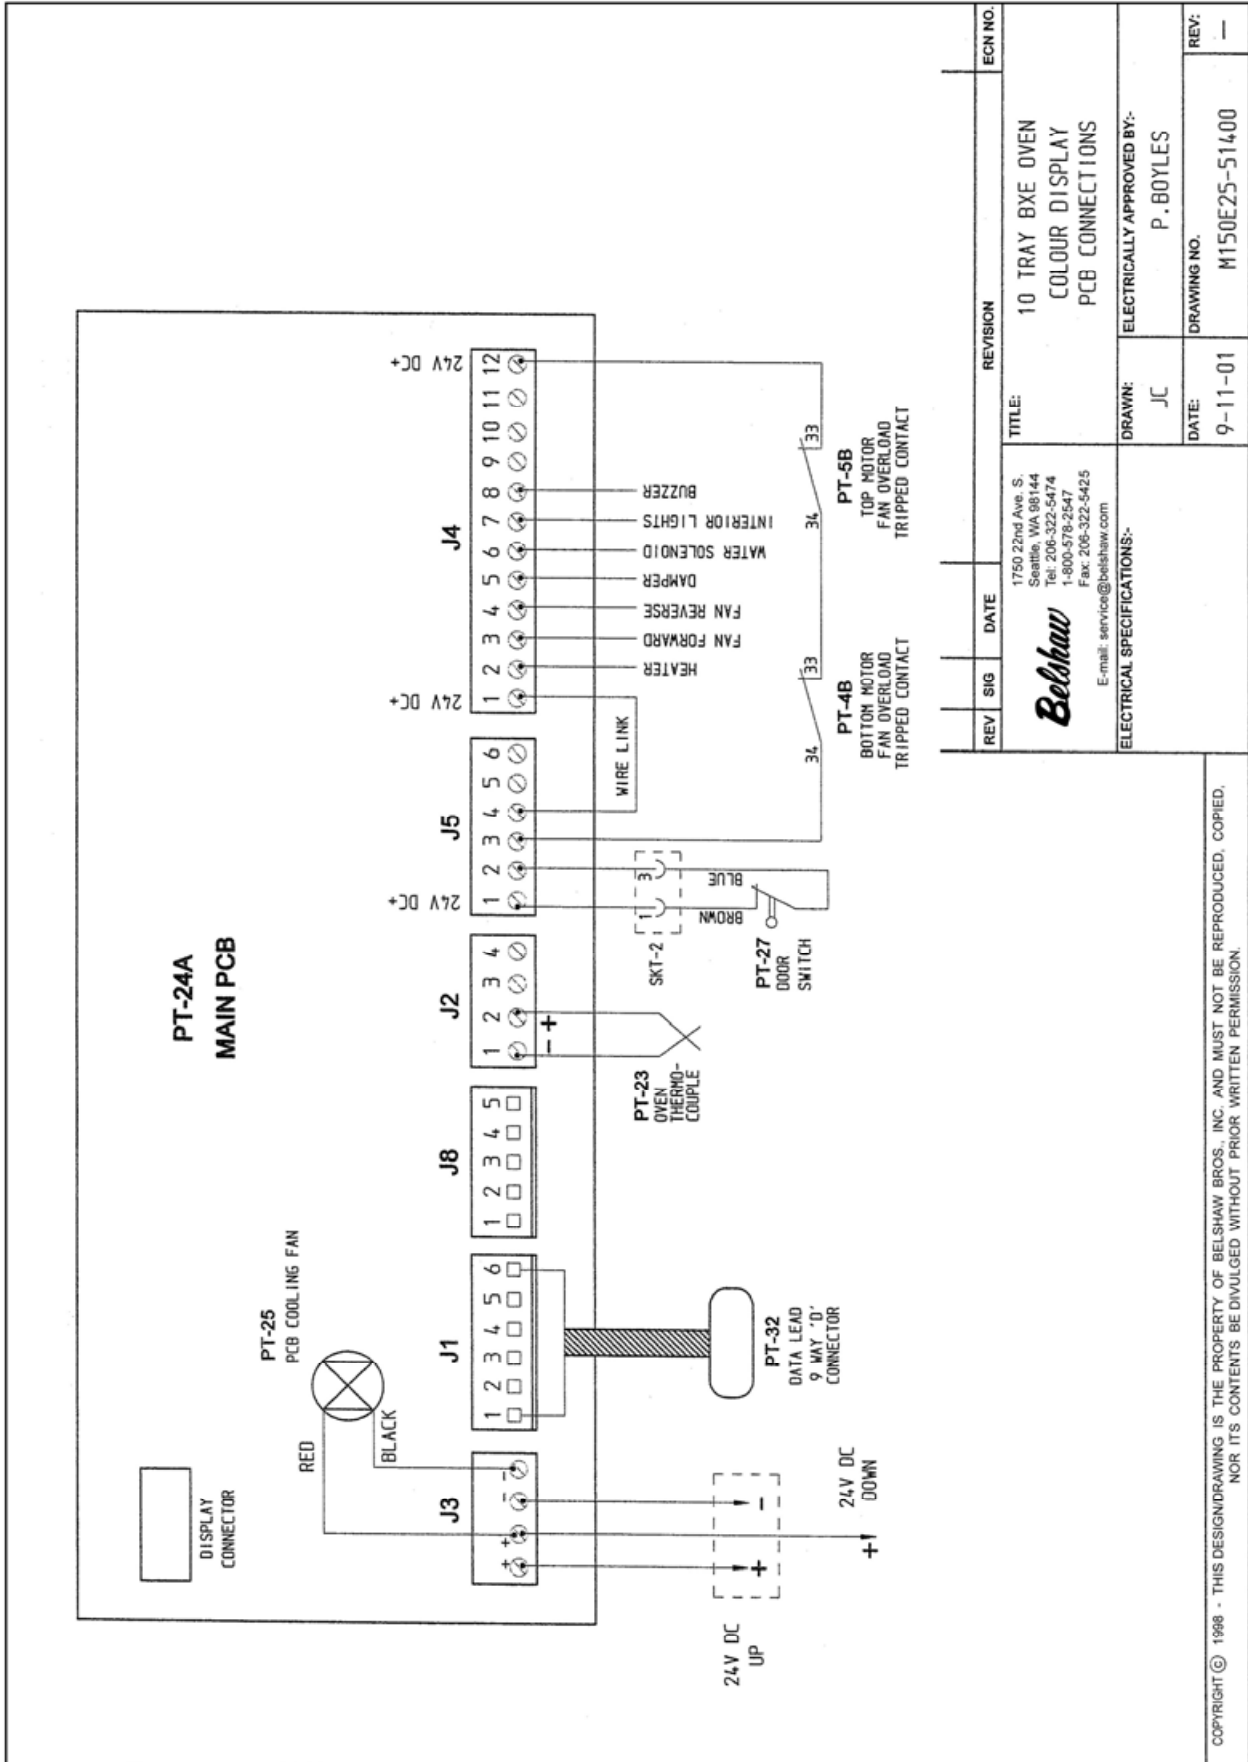 PT-24A
MAIN PCB
DISPLAY
CONNECTOR
PT-25
PCB COOLING FAN
RED
BLACK
J3
+ + - -
J1
1 2 3 4 5 6
J8
1 2 3 4 5
J2
1 2 3 4
- +
24V DC+
J5
1 2 3 4 5 6
24V DC+
J4
24V DC+
1 2 3 4 5 6 7 8 9 10 11 12
HEATER
FAN FORWARD
FAN REVERSE
DAMPER
WATER SOLENOID
INTERIOR LIGHTS
BUZZER
WIRE LINK
24V DC
UP
+ -
24V DC
DOWN
+
PT-32
DATA LEAD
9 WAY 'D'
CONNECTOR
PT-23
OVEN
THERMO-
COUPLE
SKT-2
1 3
BROWN
BLUE
PT-27
DOOR
SWITCH
34 33
PT-4B
BOTTOM MOTOR
FAN OVERLOAD
TRIPPED CONTACT
34 33
PT-5B
TOP MOTOR
FAN OVERLOAD
TRIPPED CONTACT
REV SIG DATE REVISION ECN NO.
Belshaw
1750 22nd Ave. S.
Seattle, WA 98144
Tel: 206-322-5474
1-800-578-2547
Fax: 206-322-5425
E-mail: service@belshaw.com
TITLE:
10 TRAY BXE OVEN
COLOUR DISPLAY
PCB CONNECTIONS
ELECTRICAL SPECIFICATIONS:-
DRAWN:
JC
ELECTRICALLY APPROVED BY:-
P.BOYLES
DATE:
9-11-01
DRAWING NO.
M150E25-51400
REV:
—
COPYRIGHT © 1998 - THIS DESIGN/DRAWING IS THE PROPERTY OF BELSHAW BROS., INC. AND MUST NOT BE REPRODUCED, COPIED,
NOR ITS CONTENTS BE DIVULGED WITHOUT PRIOR WRITTEN PERMISSION.